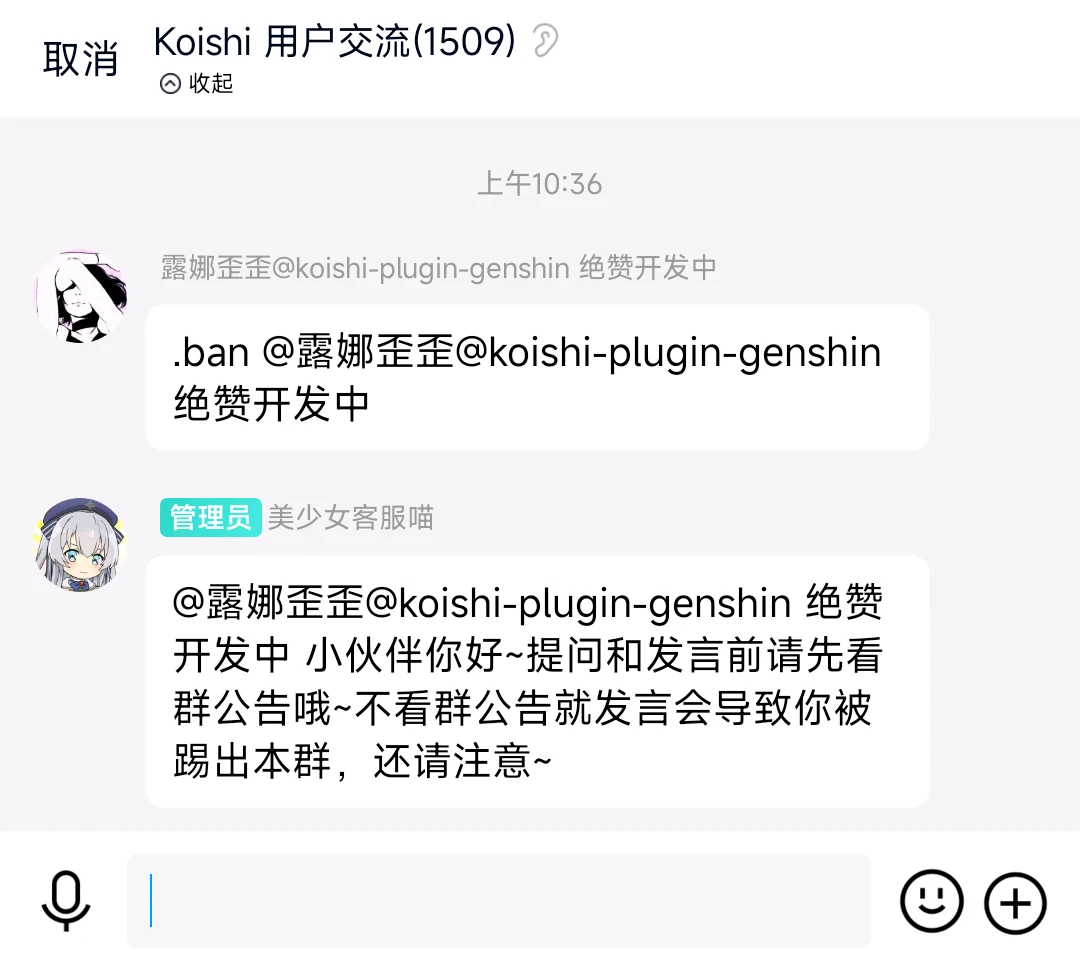 取消
Koishi 用户交流(1509)
收起
上午10:36
露娜歪歪@koishi-plugin-genshin 绝赞开发中
.ban @露娜歪歪@koishi-plugin-genshin
绝赞开发中
管理员 美少女客服喵
@露娜歪歪@koishi-plugin-genshin 绝赞
开发中 小伙伴你好~提问和发言前请先看
群公告哦~不看群公告就发言会导致你被
踢出本群，还请注意~